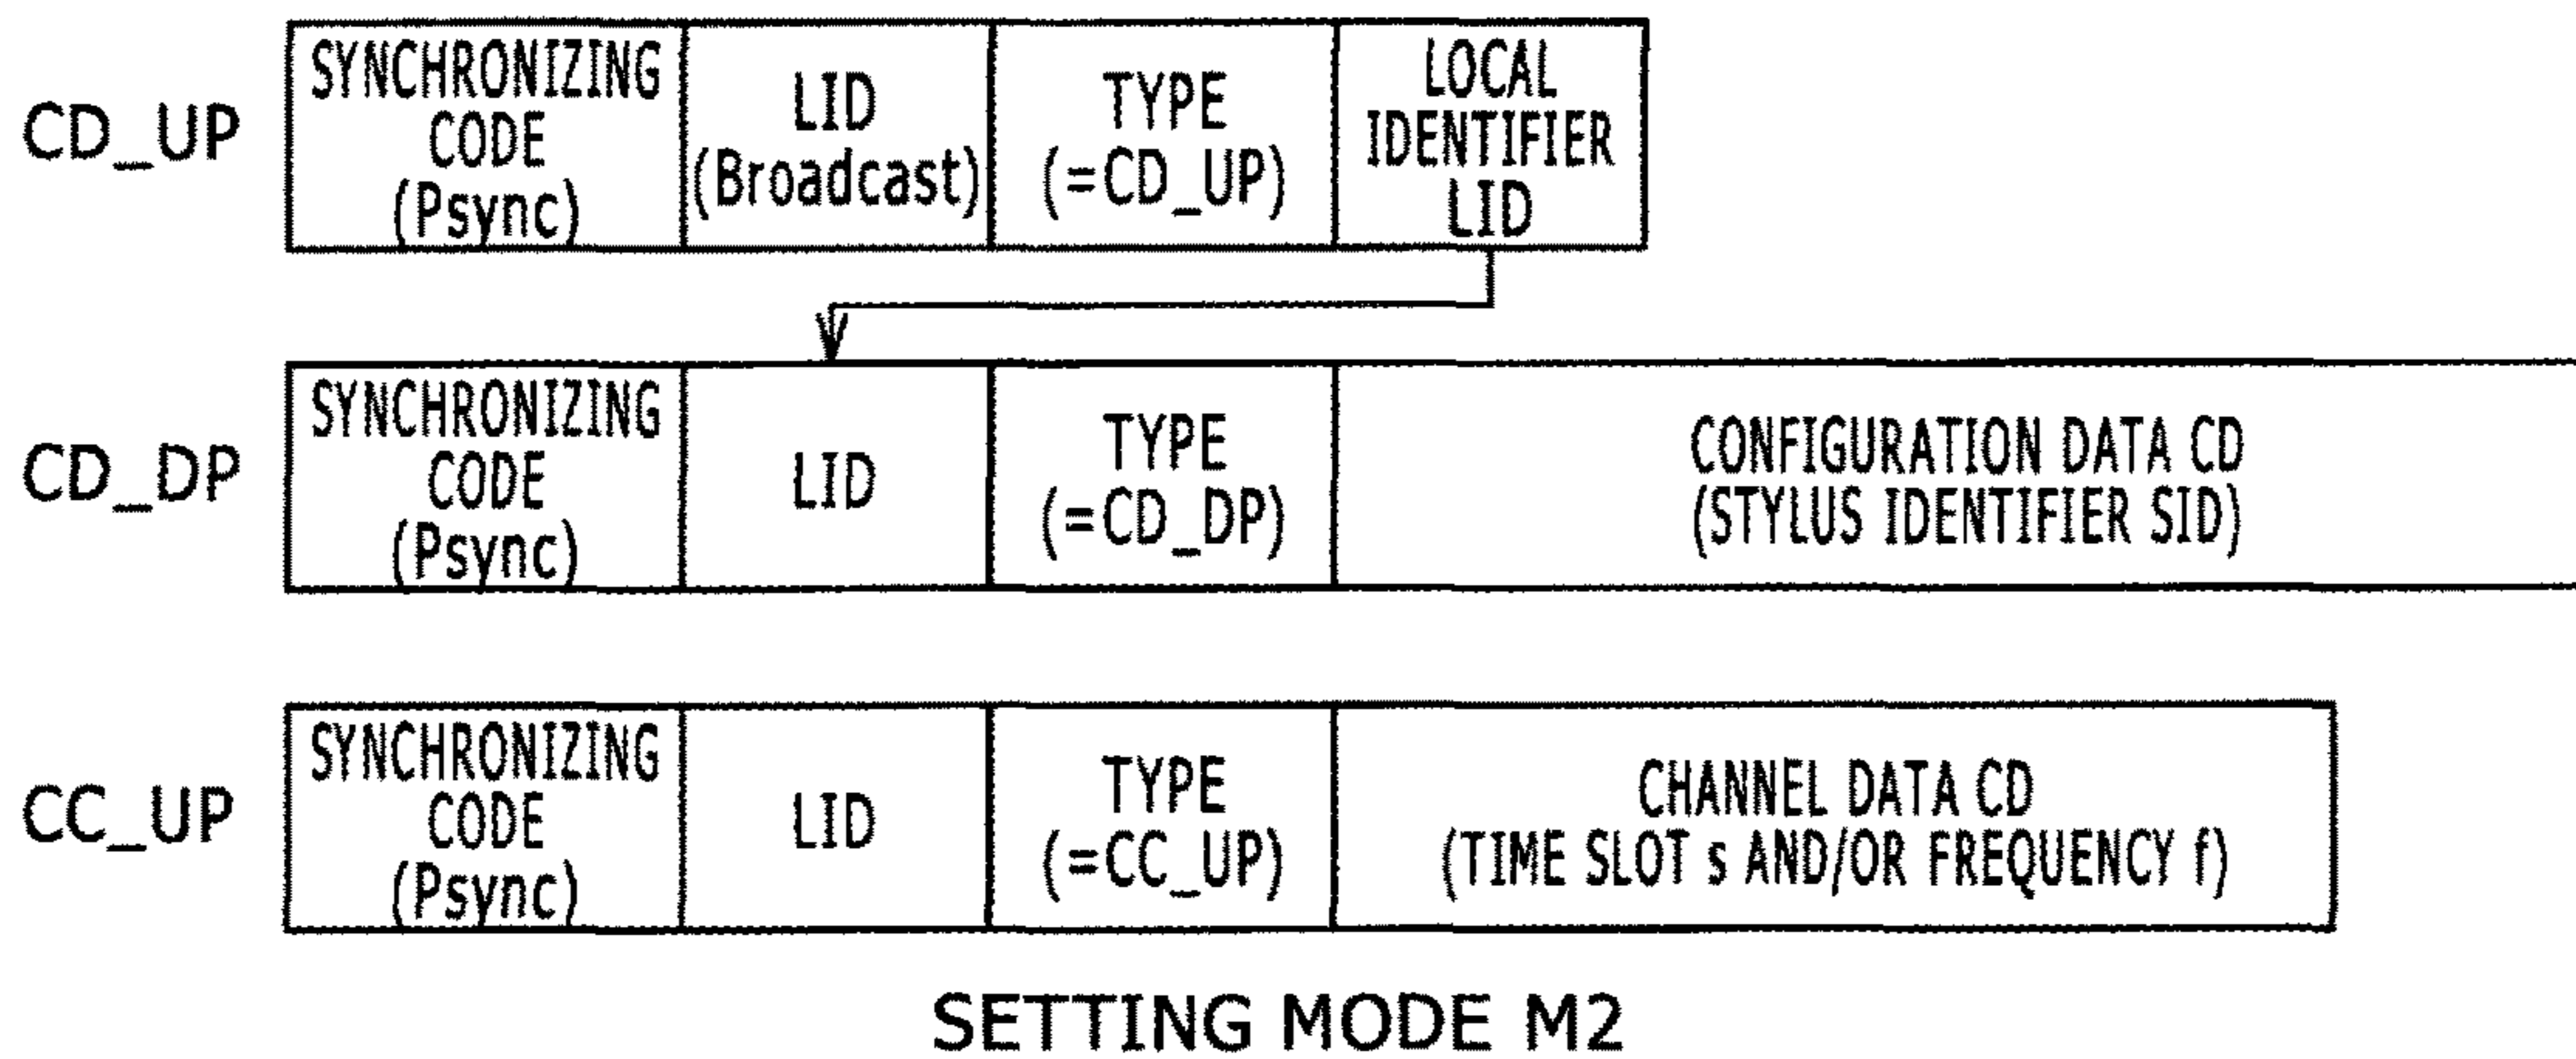 CD_UP
SYNCHRONIZING
CODE
(Psync)
LID
(Broadcast)
TYPE
(=CD_UP)
LOCAL
IDENTIFIER
LID
CD_DP
SYNCHRONIZING
CODE
(Psync)
LID
TYPE
(=CD_DP)
CONFIGURATION DATA CD
(STYLUS IDENTIFIER SID)
CC_UP
SYNCHRONIZING
CODE
(Psync)
LID
TYPE
(=CC_UP)
CHANNEL DATA CD
(TIME SLOT s AND/OR FREQUENCY f)
SETTING MODE M2